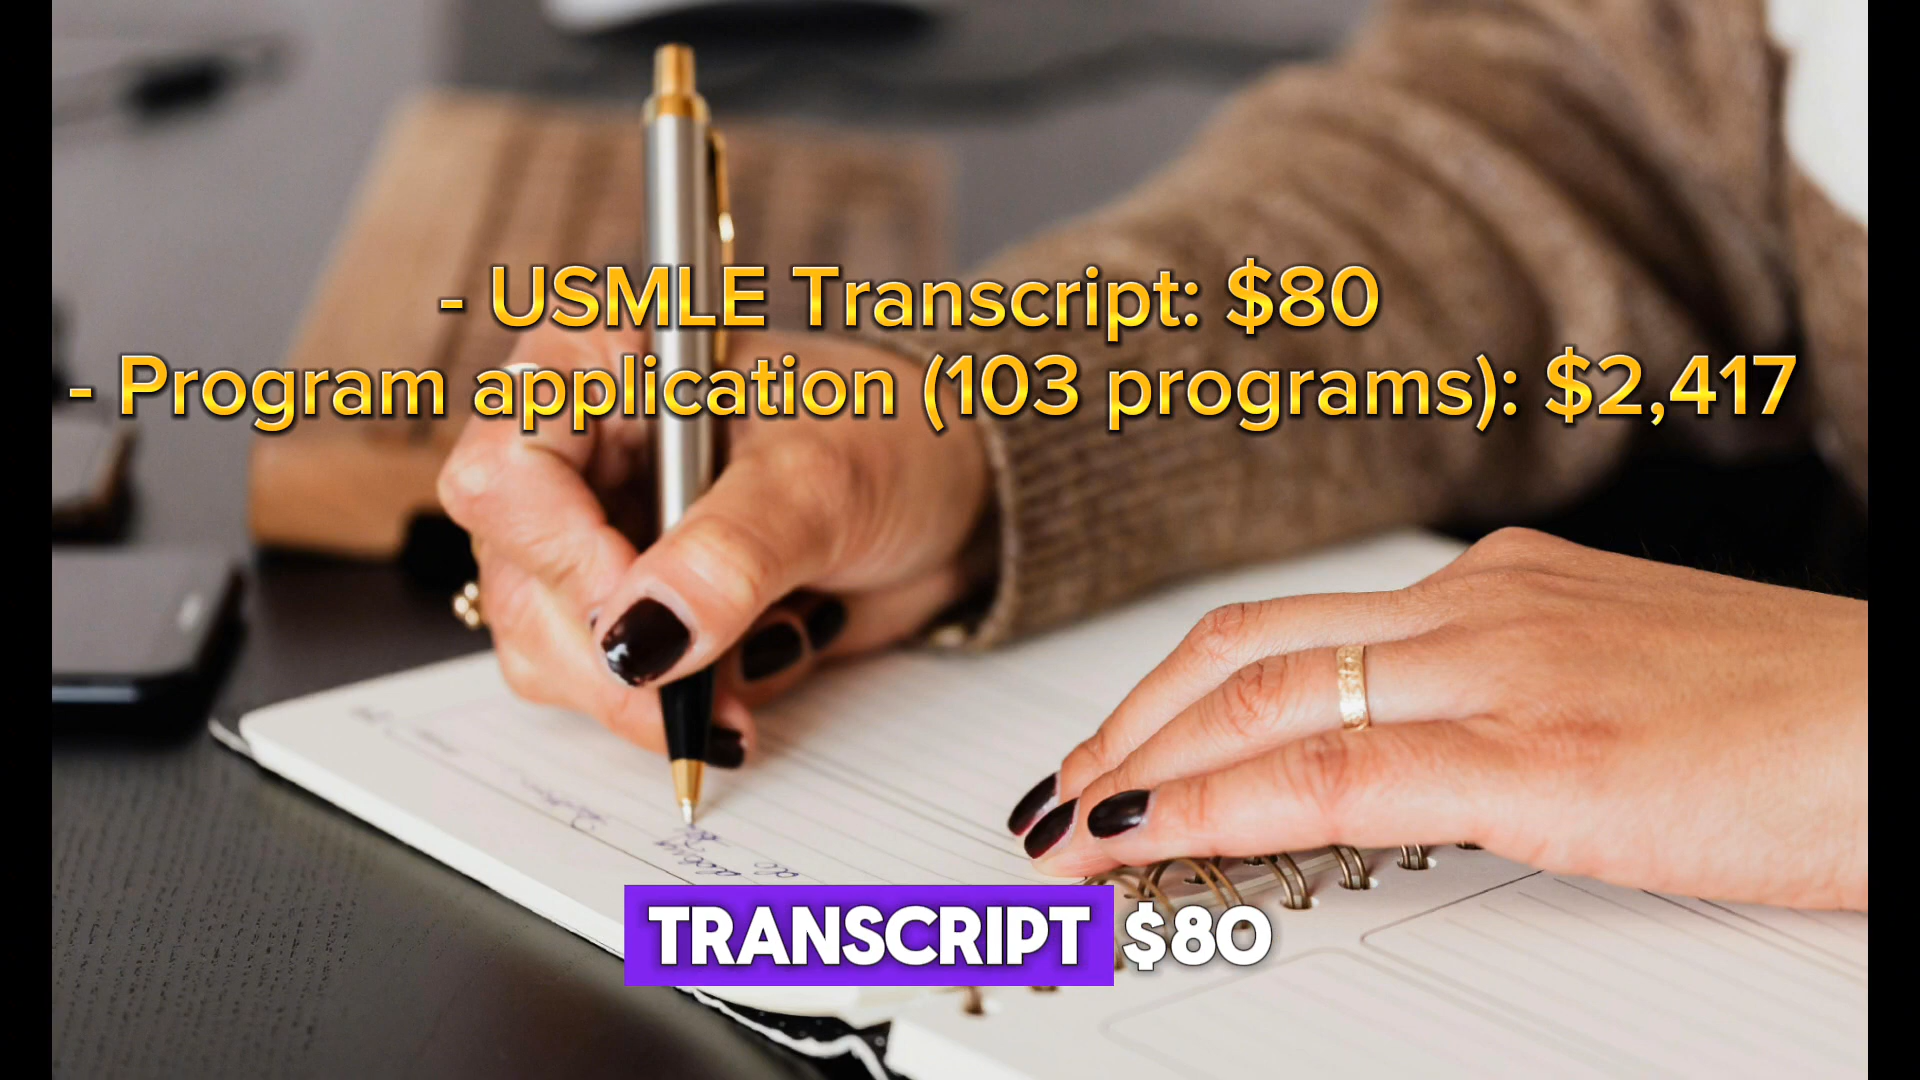 - USMLE Transcript: $80
- Program application (103 programs): $2,417
TRANSCRIPT $80